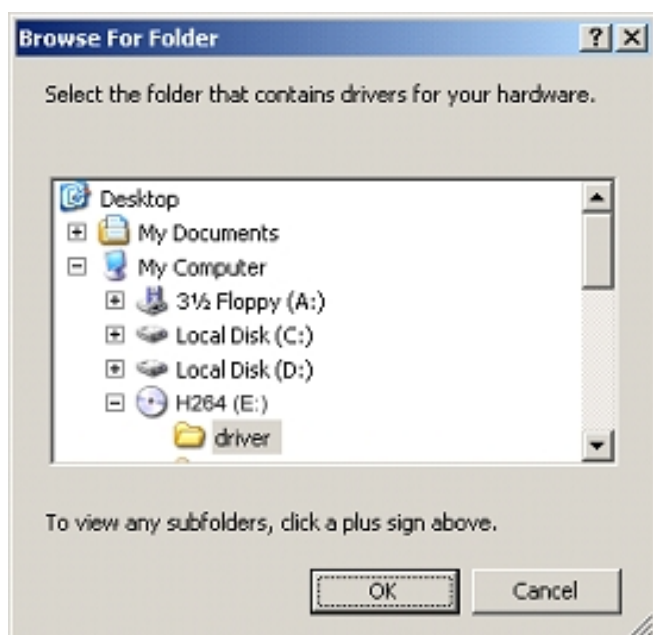 Browse For Folder
Select the folder that contains drivers for your hardware.
Desktop
My Documents
My Computer
3½ Floppy (A:)
Local Disk (C:)
Local Disk (D:)
H264 (E:)
driver
To view any subfolders, click a plus sign above.
OK Cancel